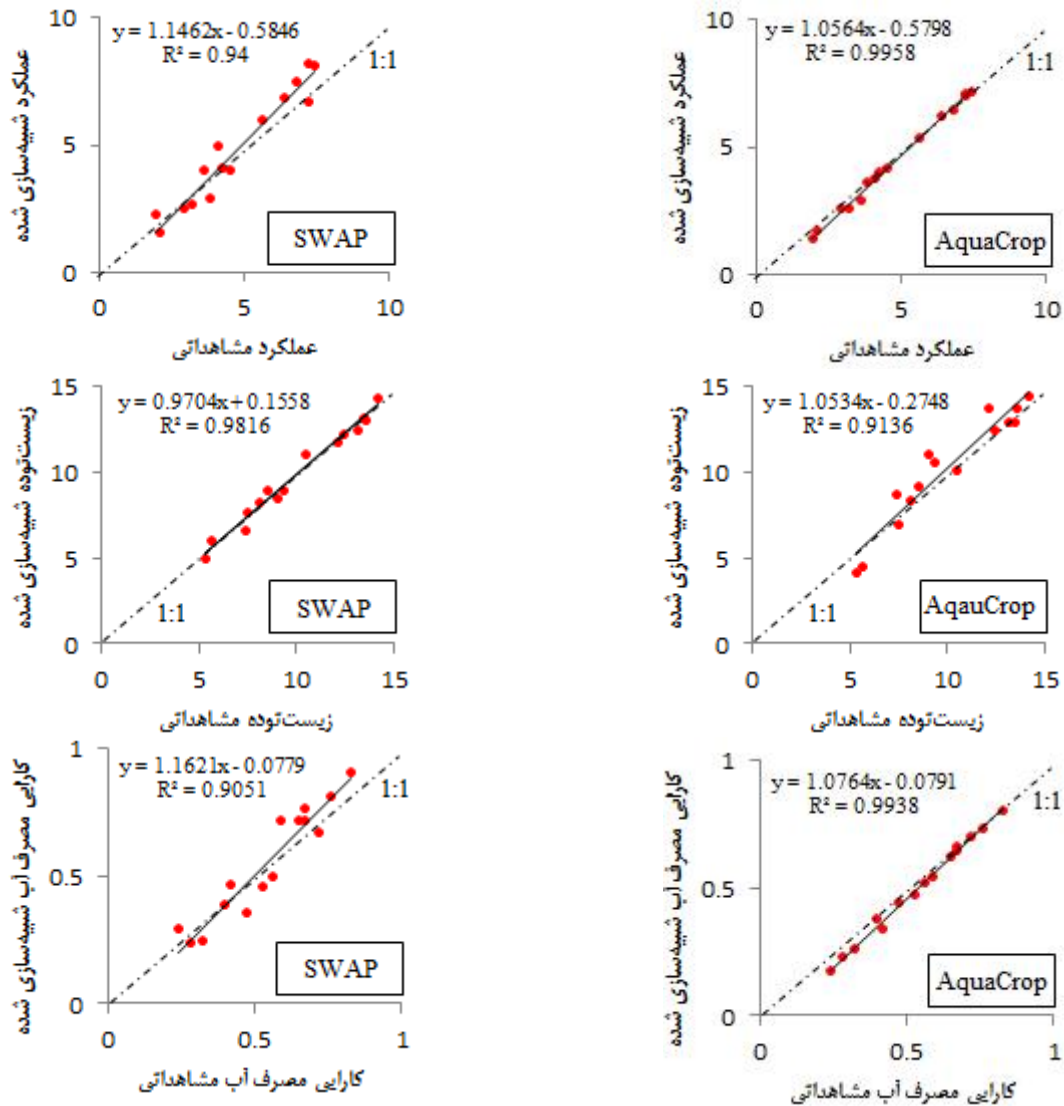 10
y = 1.1462x - 0.5846
R² = 0.94
1:1
5
SWAP
0
0
5
10
عملکرد شبیه‌سازی شده
عملکرد مشاهداتی
10
y = 1.0564x - 0.5798
R² = 0.9958
1:1
5
AquaCrop
0
0
5
10
عملکرد شبیه‌سازی شده
عملکرد مشاهداتی
15
y = 0.9704x + 0.1558
R² = 0.9816
10
5
1:1
SWAP
0
0
5
10
15
زیست‌توده شبیه‌سازی شده
زیست‌توده مشاهداتی
15
y = 1.0534x - 0.2748
R² = 0.9136
10
5
1:1
AqauCrop
0
0
5
10
15
زیست‌توده شبیه‌سازی شده
زیست‌توده مشاهداتی
1
y = 1.1621x - 0.0779
R² = 0.9051
1:1
0.5
SWAP
0
0
0.5
1
کارایی مصرف آب شبیه‌سازی شده
کارایی مصرف آب مشاهداتی
1
y = 1.0764x - 0.0791
R² = 0.9938
1:1
0.5
AquaCrop
0
0
0.5
1
کارایی مصرف آب شبیه‌سازی شده
کارایی مصرف آب مشاهداتی